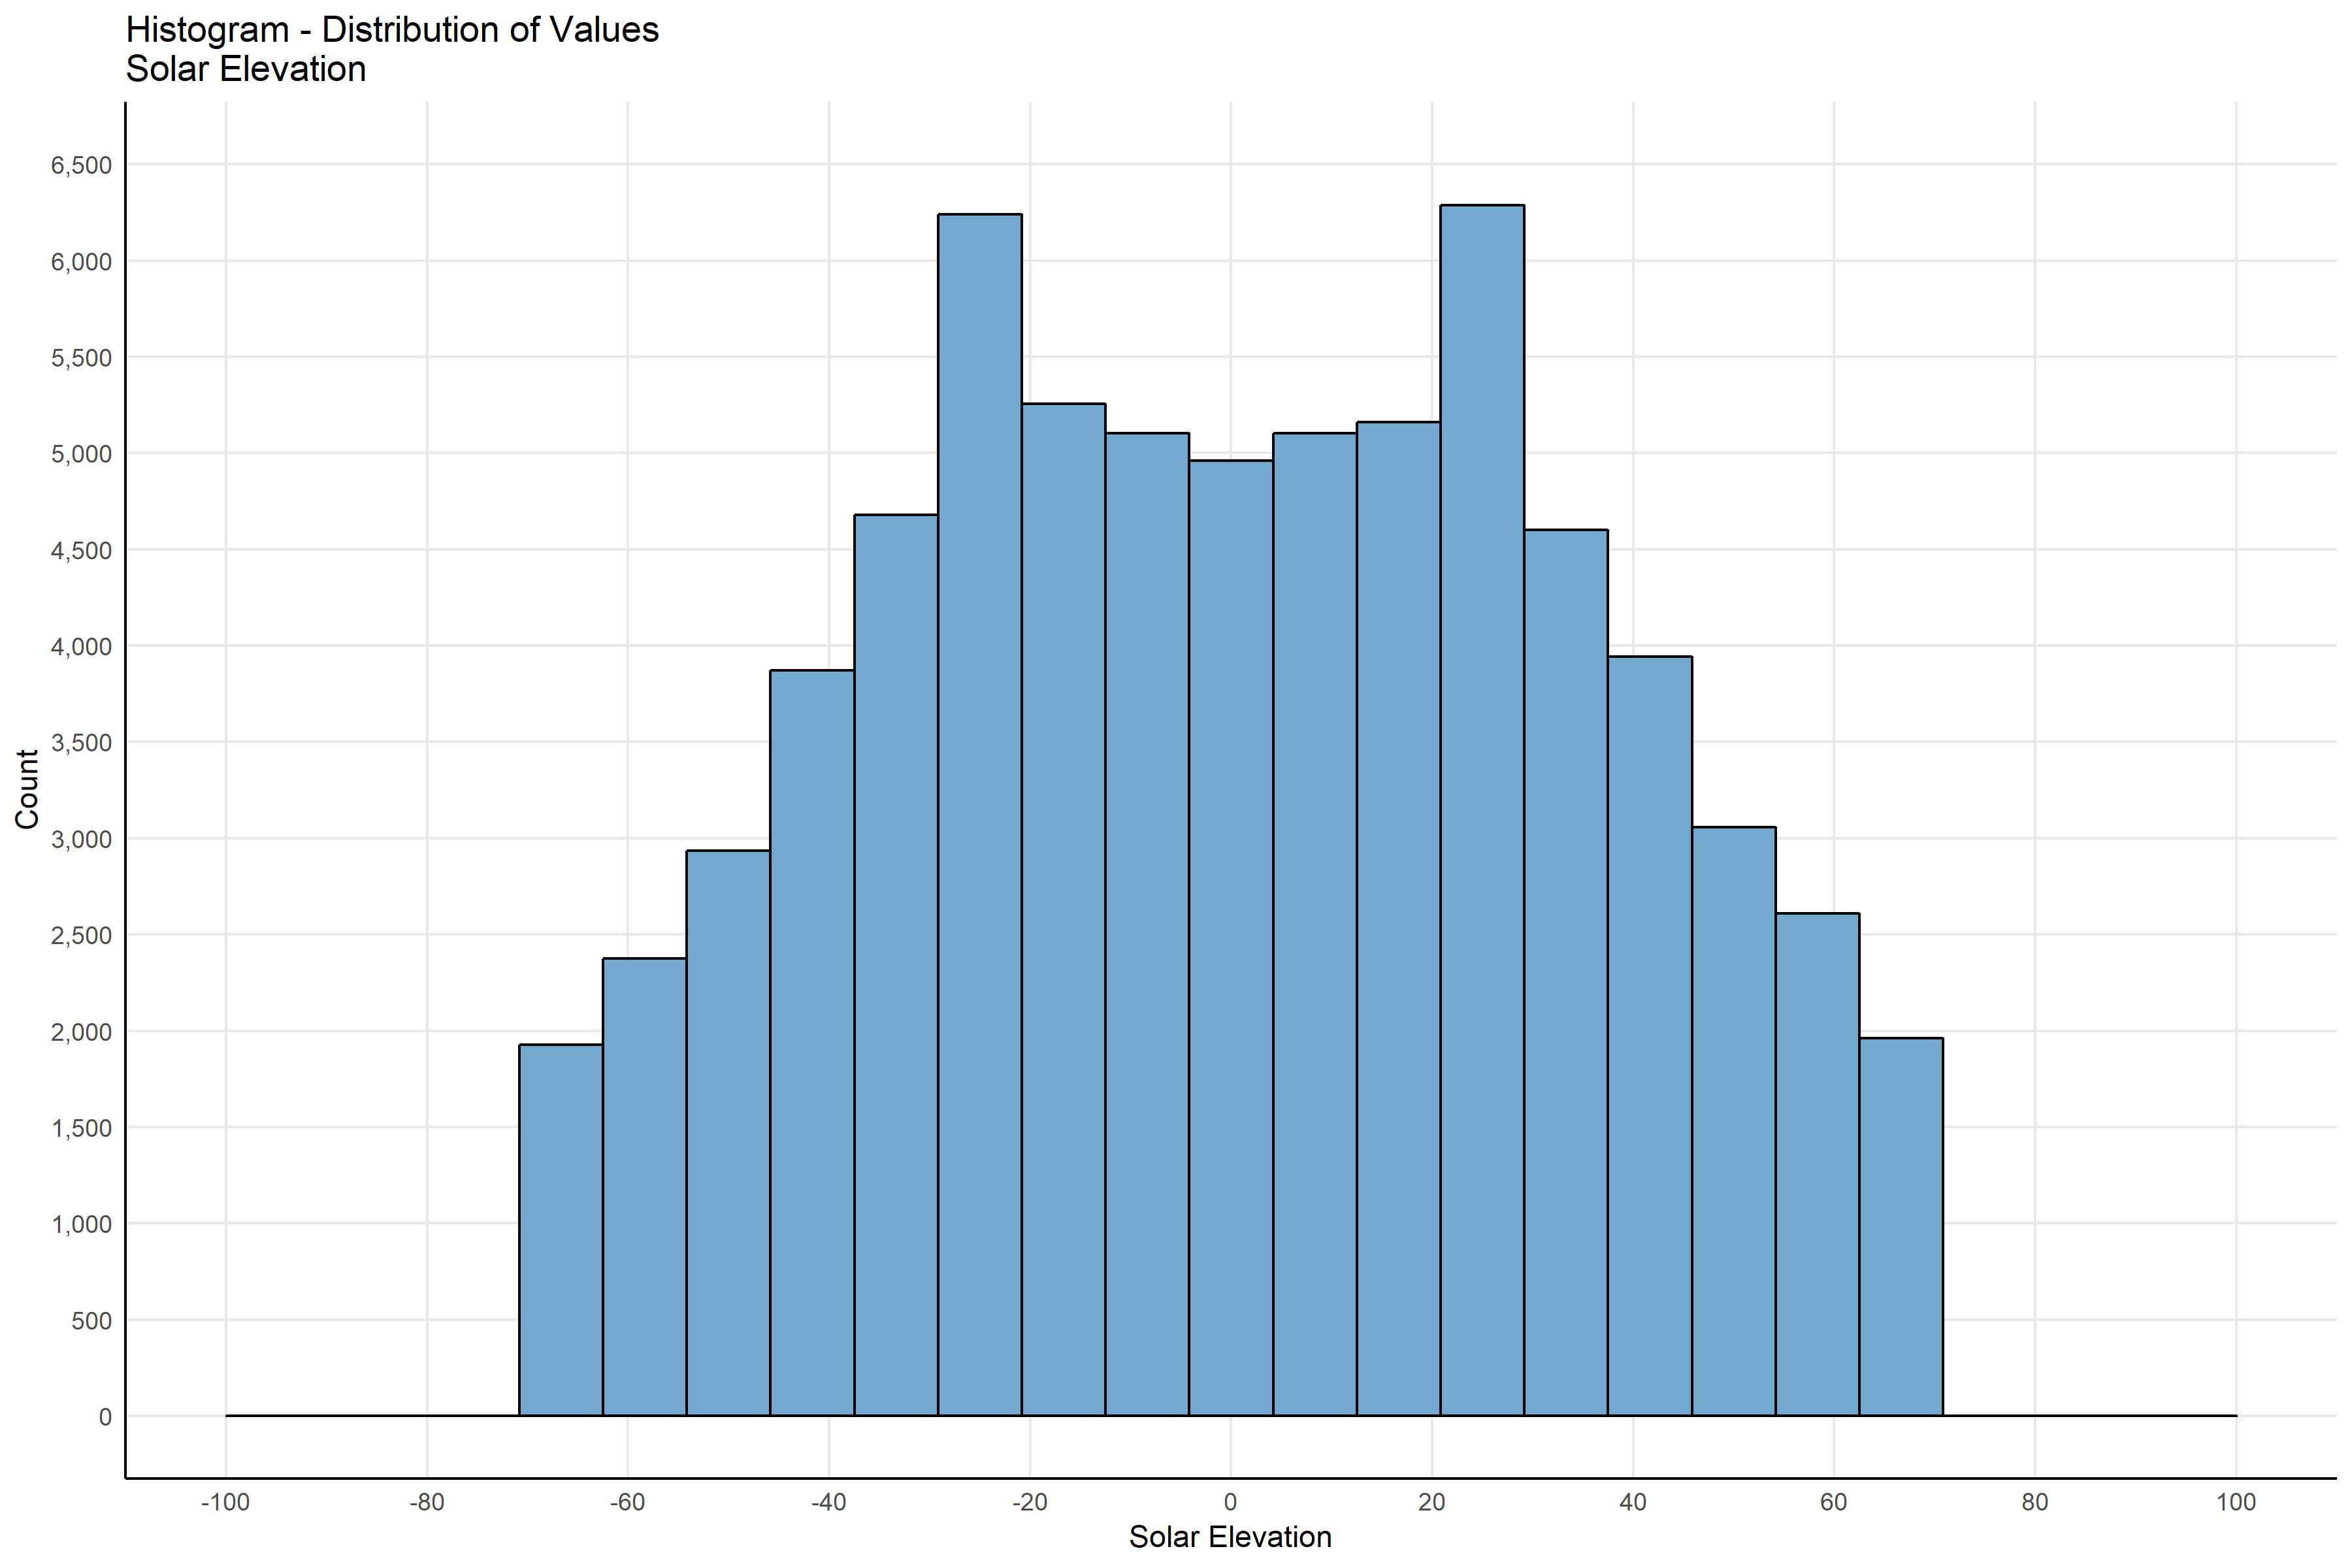 Histogram - Distribution of Values
Solar Elevation
6,500
6,000
5,500
5,000
4,500
4,000
3,500
3,000
2,500
2,000
1,500
1,000
500
0
Count
-100 -80 -60 -40 -20 0 20 40 60 80 100
Solar Elevation